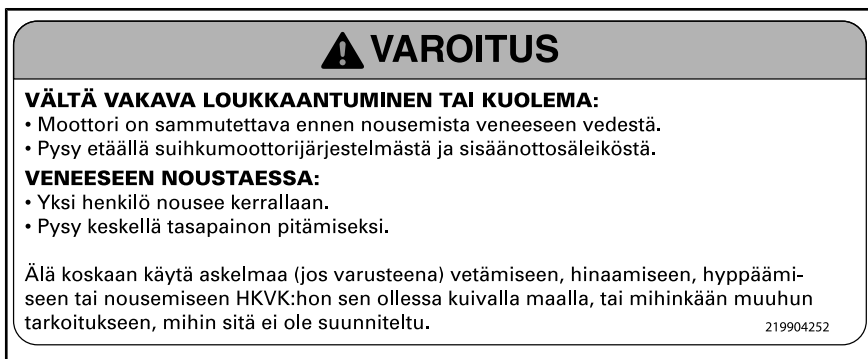 VAROITUS
VÄLTÄ VAKAVA LOUKKAANTUMINEN TAI KUOLEMA:
• Moottori on sammutettava ennen nousemista veneeseen vedestä.
• Pysy etäällä suihkumoottorijärjestelmästä ja sisäänottosäleiköstä.
VENEESEEN NOUSTAESSA:
• Yksi henkilö nousee kerrallaan.
• Pysy keskellä tasapainon pitämiseksi.
Älä koskaan käytä askelmaa (jos varusteena) vetämiseen, hinaamiseen, hyppäämi-
seen tai nousemiseen HKVK:hon sen ollessa kuivalla maalla, tai mihinkään muuhun
tarkoitukseen, mihin sitä ei ole suunniteltu.
219904252